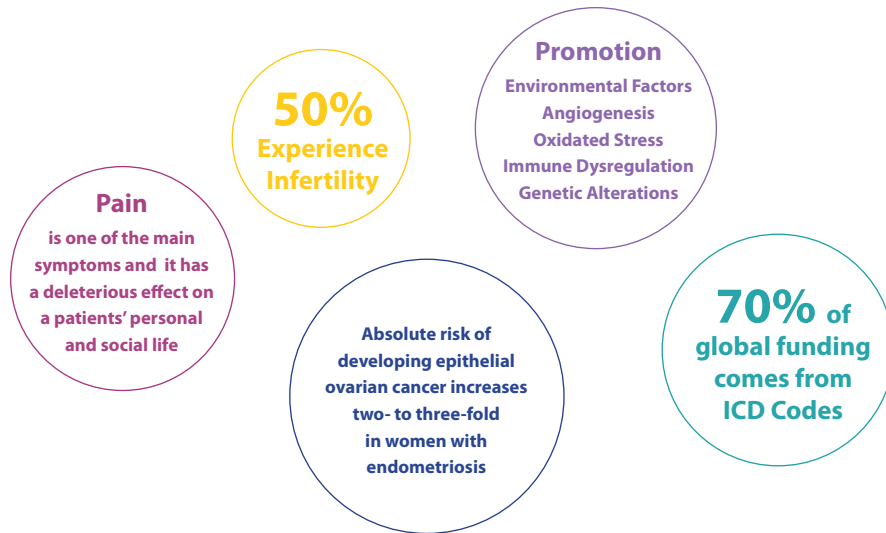 Promotion
Environmental Factors
Angiogenesis
Oxidated Stress
Immune Dysregulation
Genetic Alterations
50%
Experience
Infertility
Pain
is one of the main
symptoms and it has
a deleterious effect on
a patients’ personal
and social life
Absolute risk of
developing epithelial
ovarian cancer increases
two- to three-fold
in women with
endometriosis
70% of
global funding
comes from
ICD Codes